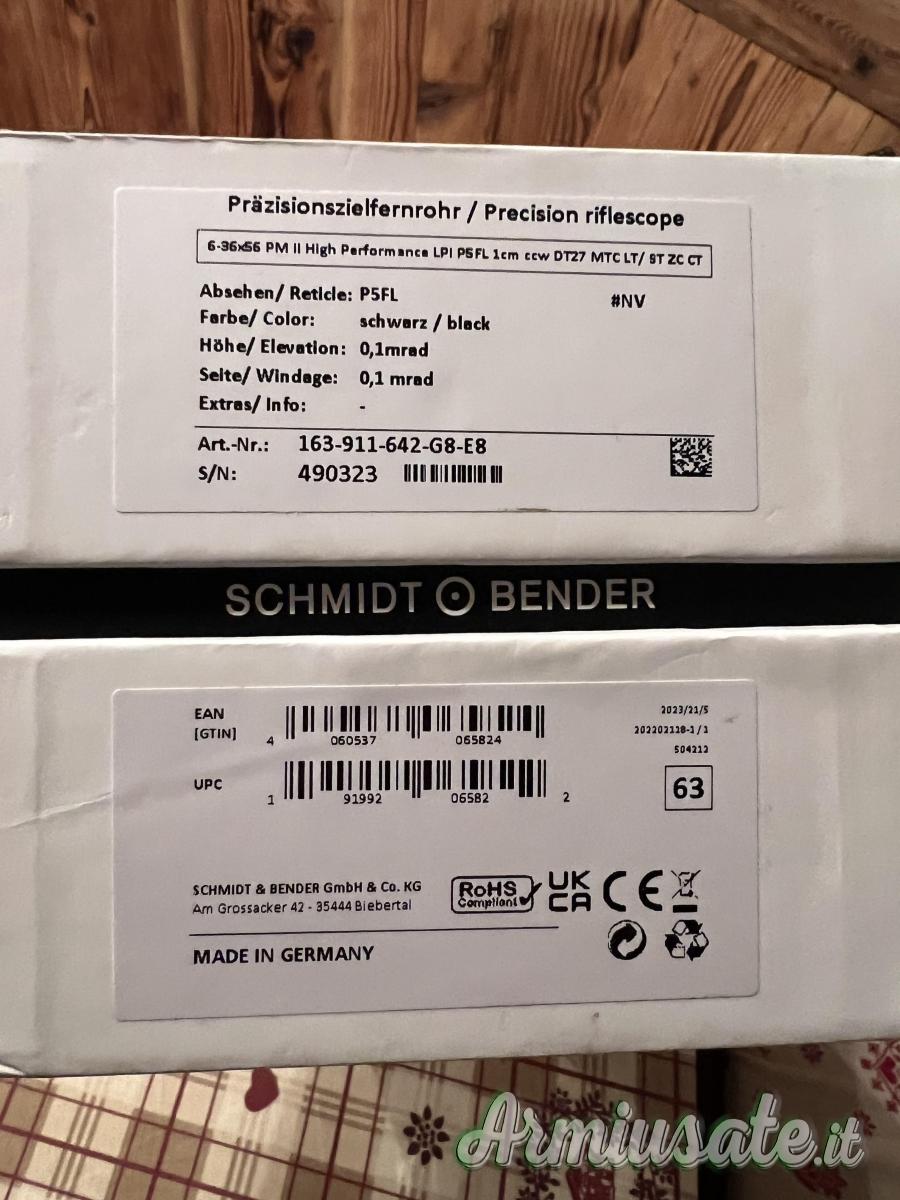 Präzisionszielfernrohr / Precision riflescope
6-36x56 PM II High Performance LPI P5FL 1cm ccw DT27 MTC LT/ ST ZC CT
Absehen/ Reticle: P5FL
#NV
Farbe/ Color: schwarz / black
Höhe/ Elevation: 0,1mrad
Seite/ Windage: 0,1 mrad
Extras/ Info: -
Art.-Nr.: 163-911-642-G8-E8
S/N: 490323
SCHMIDT BENDER
EAN
[GTIN]
4 060537 065824
2023/21/5
202202118-1 / 1
504212
UPC
1 91992 06582 2
63
SCHMIDT & BENDER GmbH & Co. KG
Am Grossacker 42 - 35444 Biebertal
RoHS
Compliant
UK
CA
CE
MADE IN GERMANY
Armiusate.it